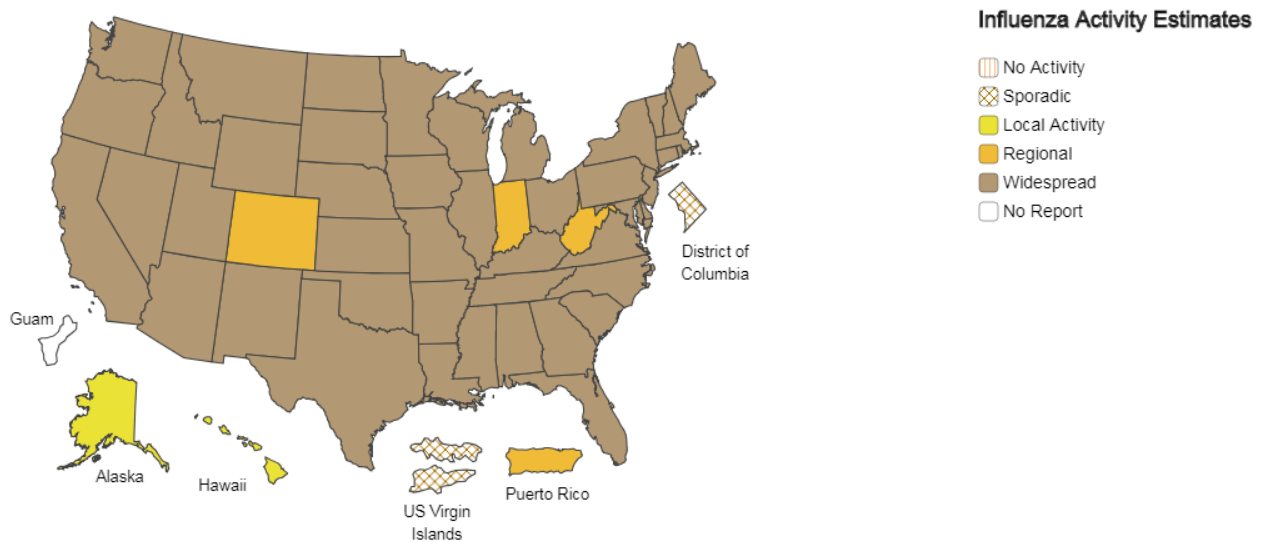 Influenza Activity Estimates
No Activity
Sporadic
Local Activity
Regional
Widespread
No Report
District of
Columbia
Guam
Alaska
Hawaii
US Virgin
Islands
Puerto Rico